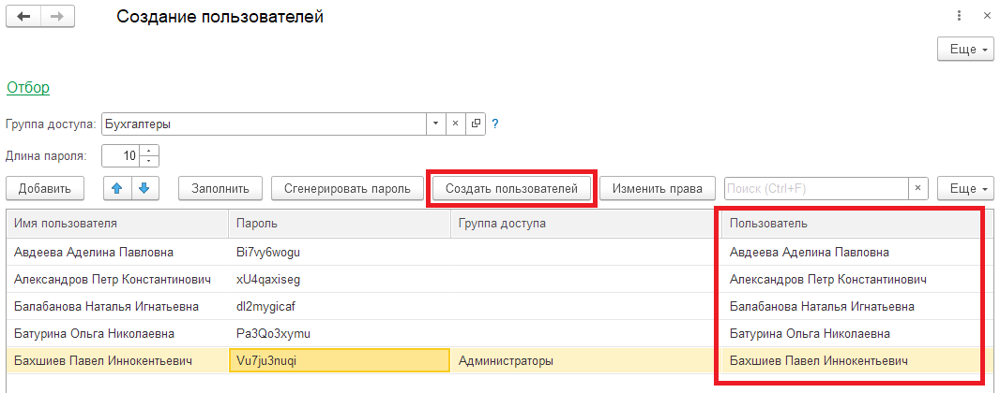 Создание пользователей
Еще
Отбор
Группа доступа: Бухгалтеры ?
Длина пароля: 10
Добавить Заполнить Сгенерировать пароль Создать пользователей Изменить права Поиск (Ctrl+F) × Еще
Имя пользователя Пароль Группа доступа Пользователь
Авдеева Аделина Павловна Bi7vy6wogu Авдеева Аделина Павловна
Александров Петр Константинович xU4qaxiseg Александров Петр Константинович
Балабанова Наталья Игнатьевна dl2mygicaf Балабанова Наталья Игнатьевна
Батурина Ольга Николаевна Pa3Qo3xymu Батурина Ольга Николаевна
Бахшиев Павел Иннокентьевич Vu7ju3nuqi Администраторы Бахшиев Павел Иннокентьевич